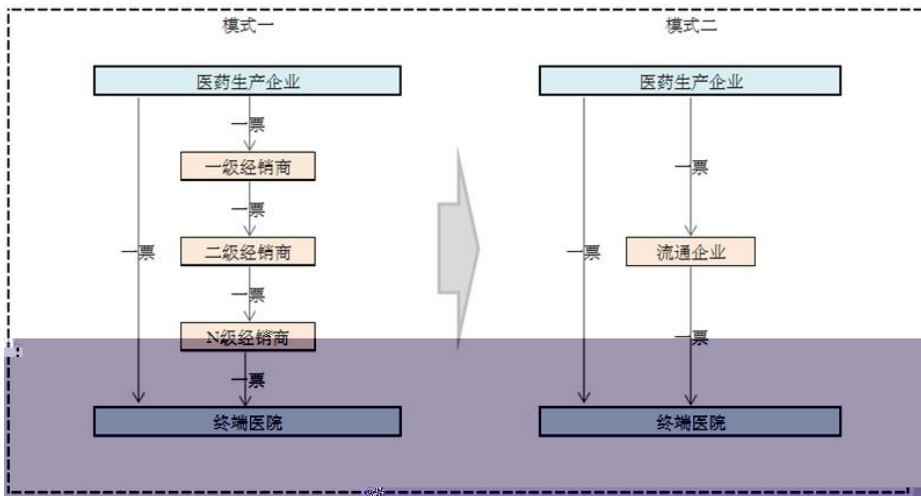 模式一
模式二
医药生产企业
医药生产企业
一票
一级经销商
一票
一票
一票
二级经销商
一票
流通企业
一票
N级经销商
一票
一票
终端医院
终端医院